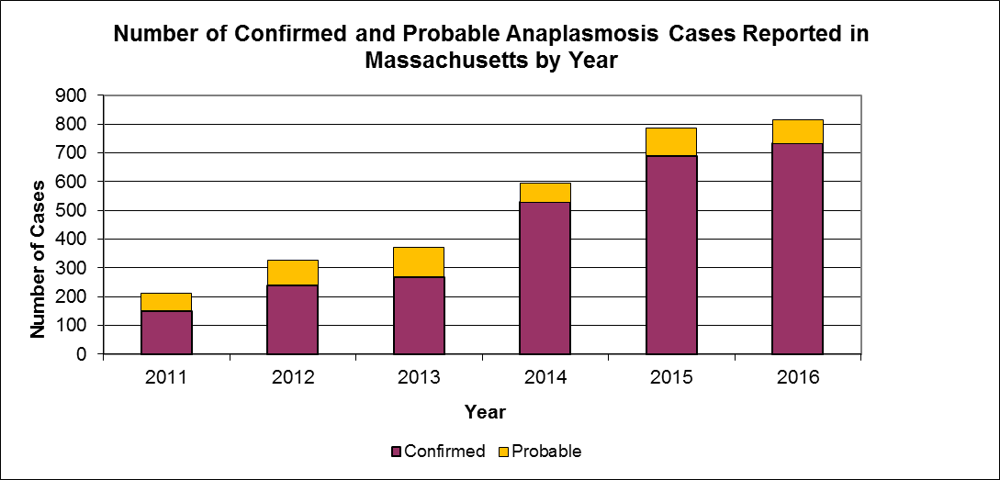 Number of Confirmed and Probable Anaplasmosis Cases Reported in
Massachusetts by Year
Number of Cases
900
800
700
600
500
400
300
200
100
0
2011 2012 2013 2014 2015 2016
Year
Confirmed Probable